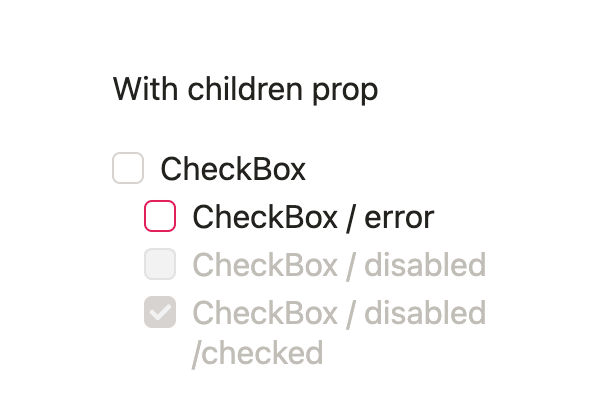 With children prop
CheckBox
CheckBox / error
CheckBox / disabled
CheckBox / disabled
/checked